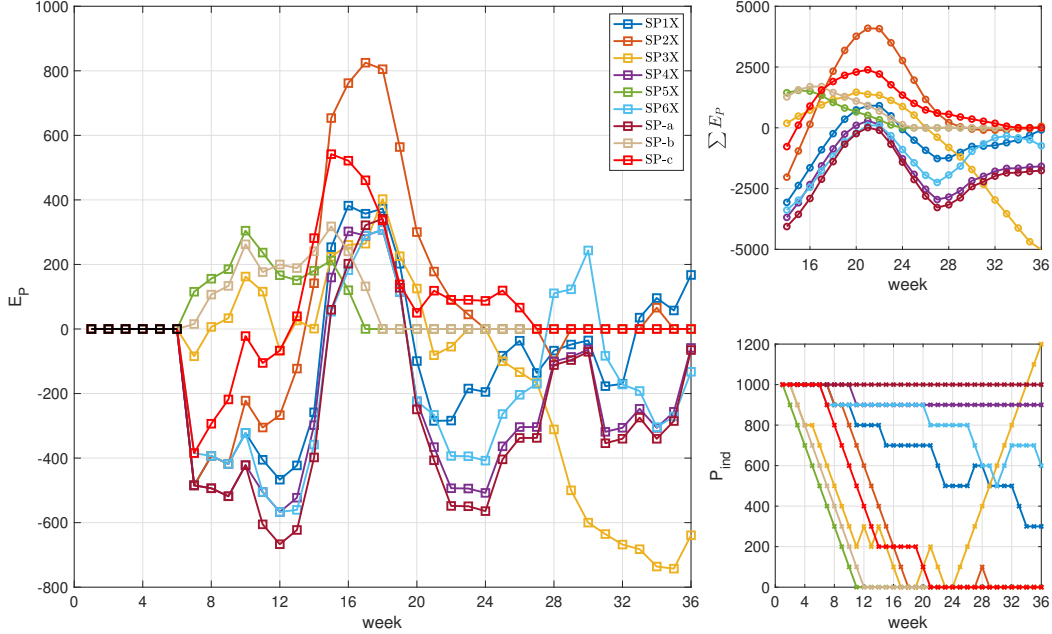 1000
800
600
400
200
0
-200
-400
-600
-800
E_P
0 4 8 12 16 20 24 28 32 36
week
SP1X
SP2X
SP3X
SP4X
SP5X
SP6X
SP-a
SP-b
SP-c
5000
2500
0
-2500
-5000
∑ E_P
16 20 24 28 32 36
week
1200
1000
800
600
400
200
0
P_ind
0 4 8 12 16 20 24 28 32 36
week